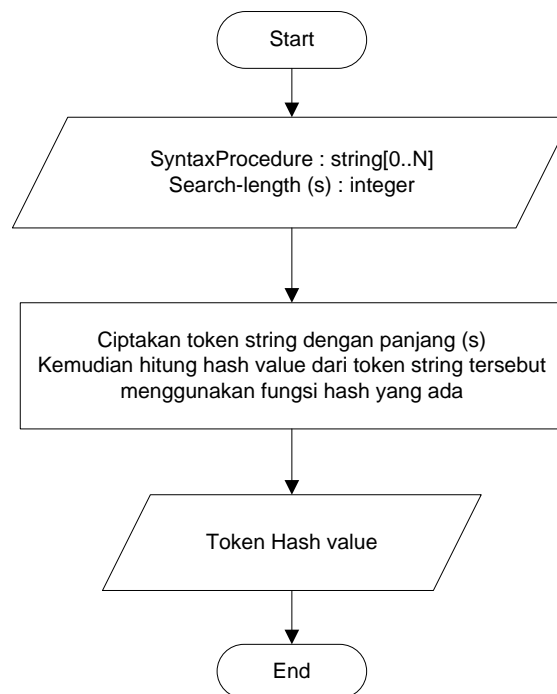 Start
SyntaxProcedure : string[0..N]
Search-length (s) : integer
Ciptakan token string dengan panjang (s)
Kemudian hitung hash value dari token string tersebut
menggunakan fungsi hash yang ada
Token Hash value
End